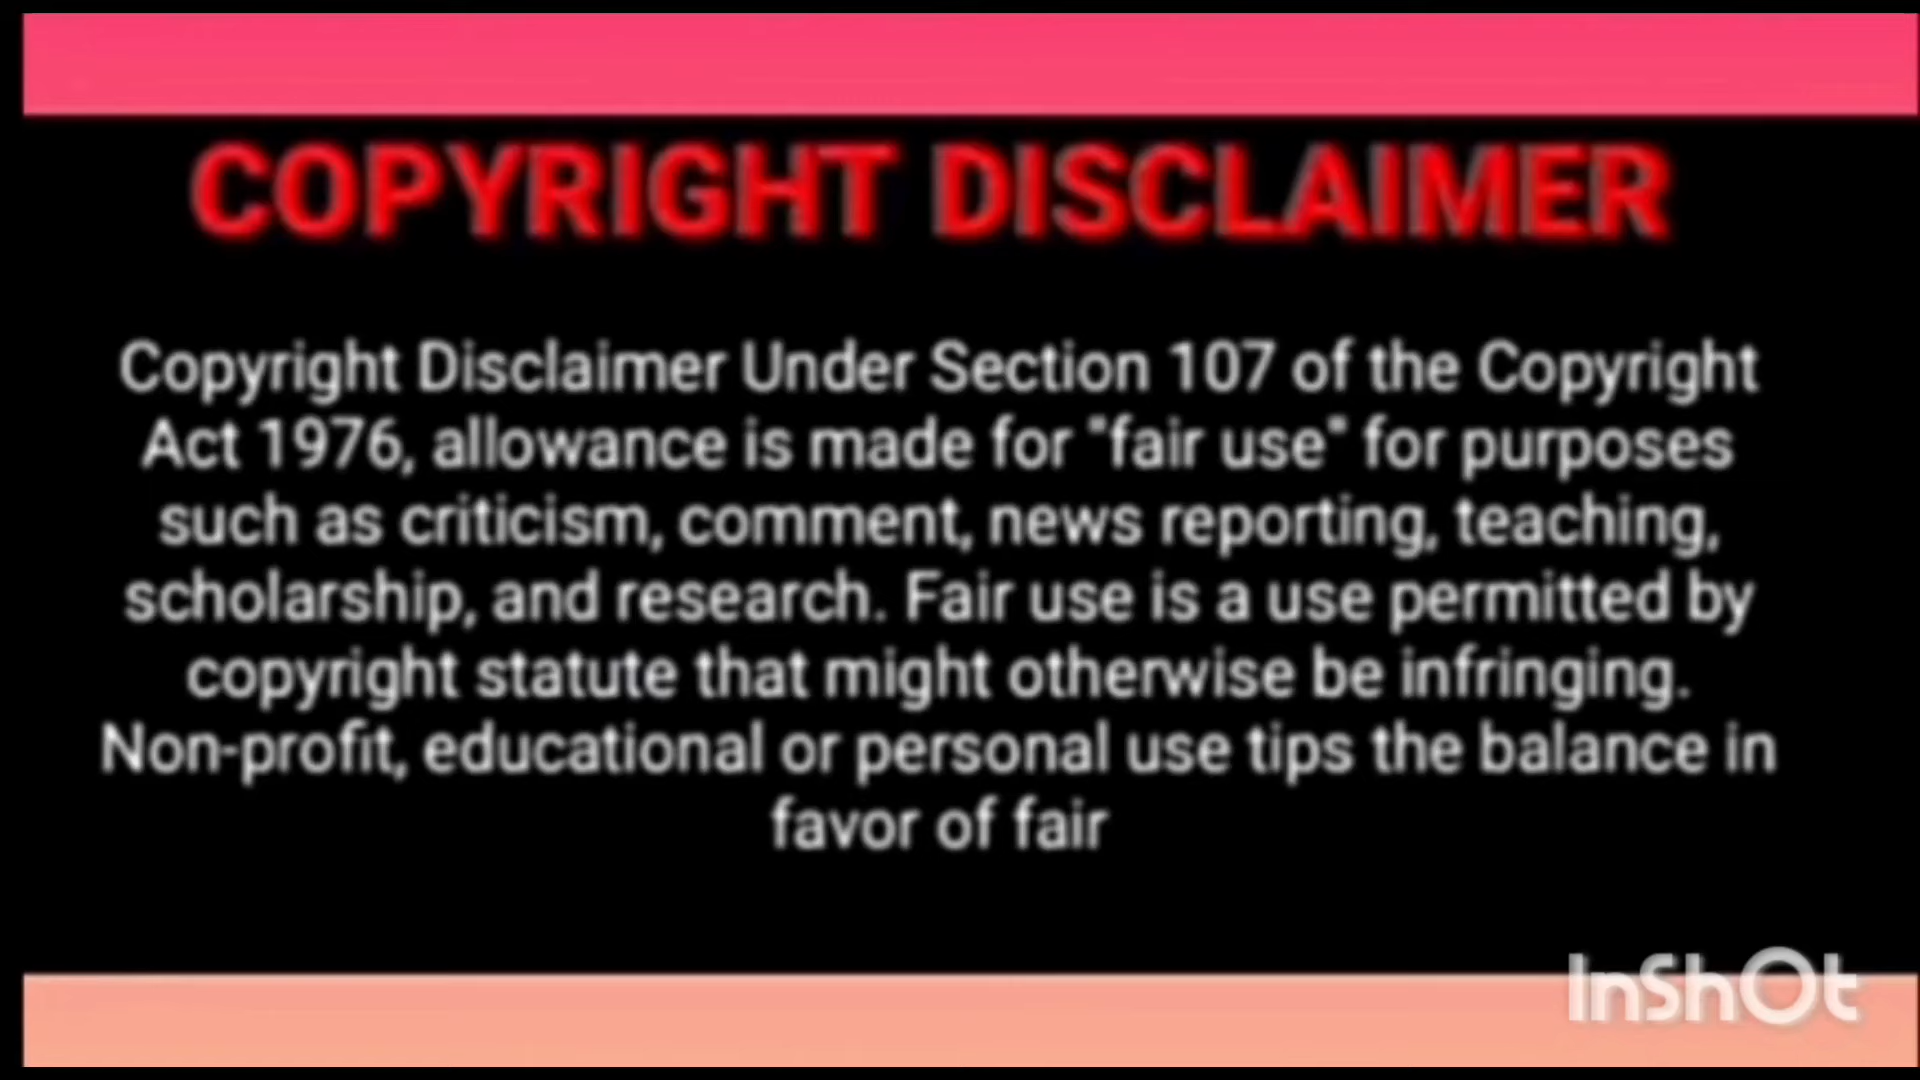 COPYRIGHT DISCLAIMER
Copyright Disclaimer Under Section 107 of the Copyright
Act 1976, allowance is made for "fair use" for purposes
such as criticism, comment, news reporting, teaching,
scholarship, and research. Fair use is a use permitted by
copyright statute that might otherwise be infringing.
Non-profit, educational or personal use tips the balance in
favor of fair
InShOt